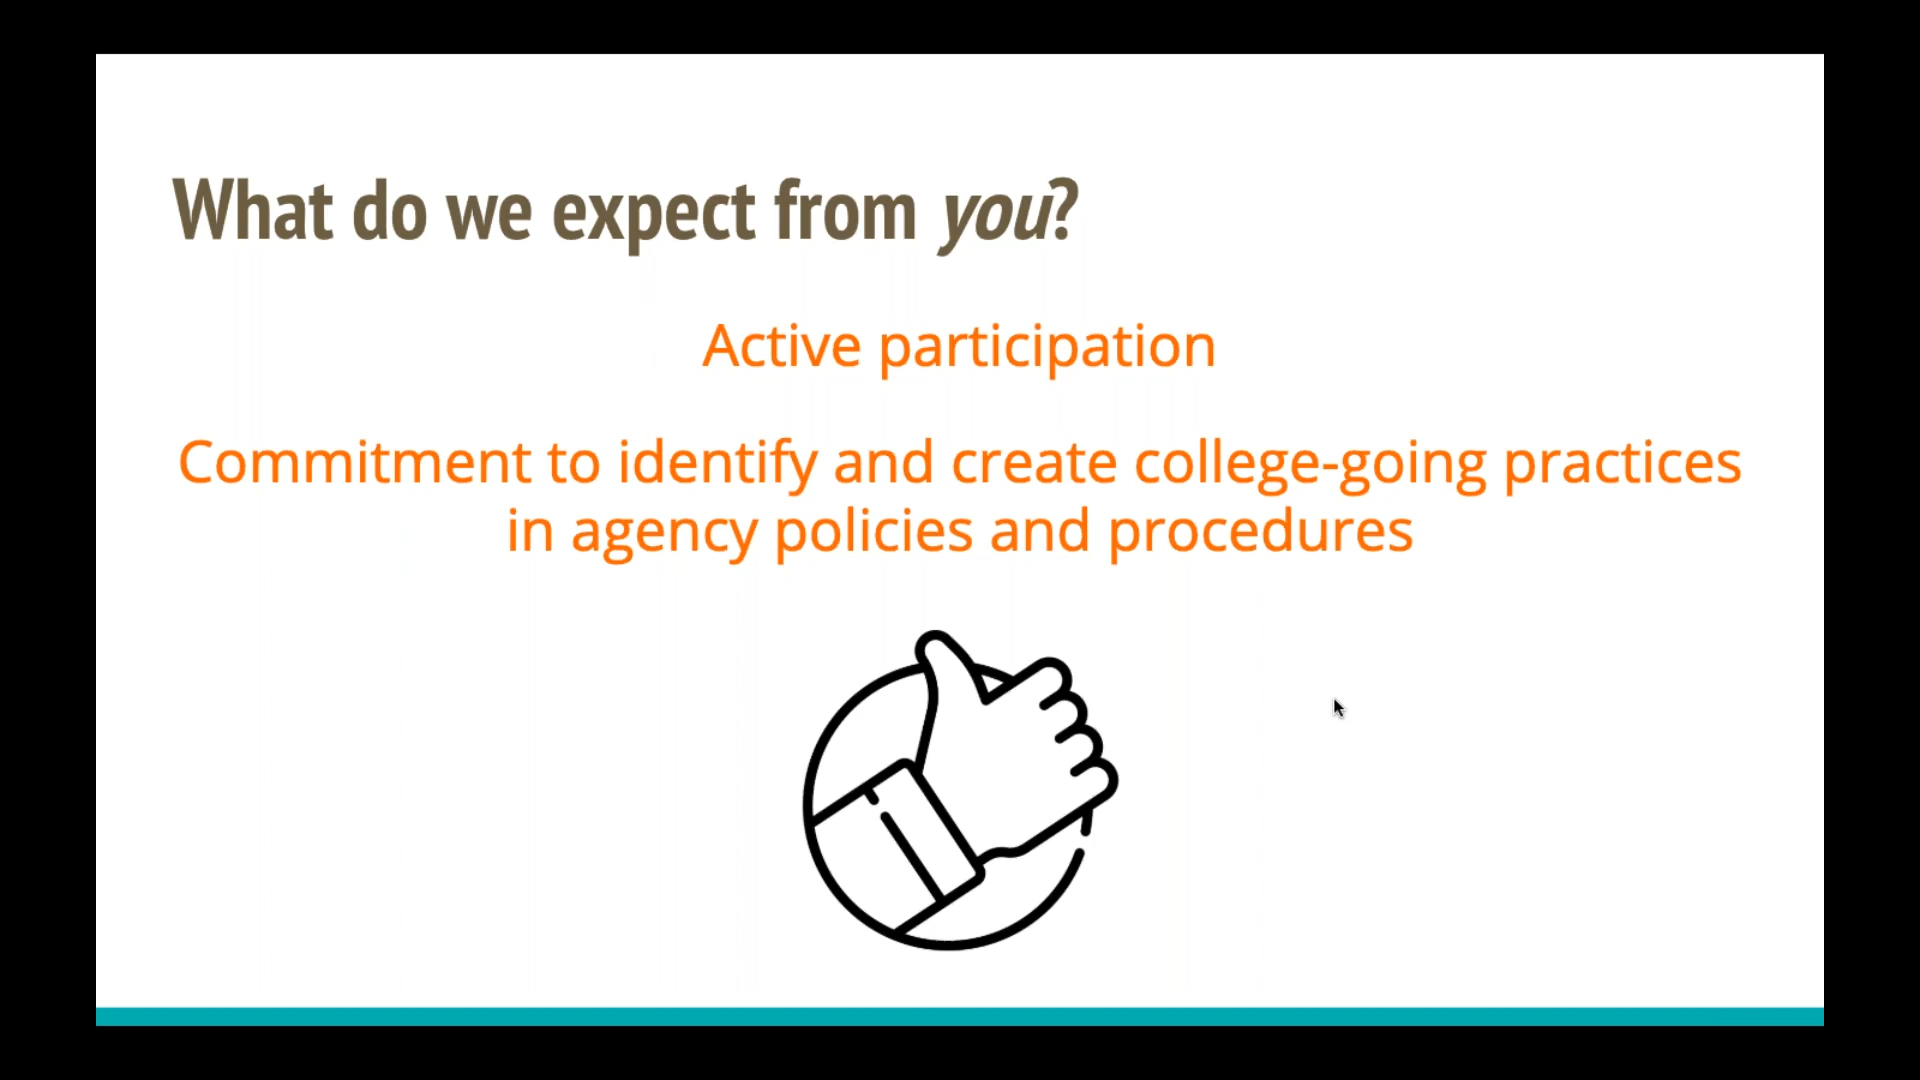 What do we expect from you?
Active participation
Commitment to identify and create college-going practices
in agency policies and procedures